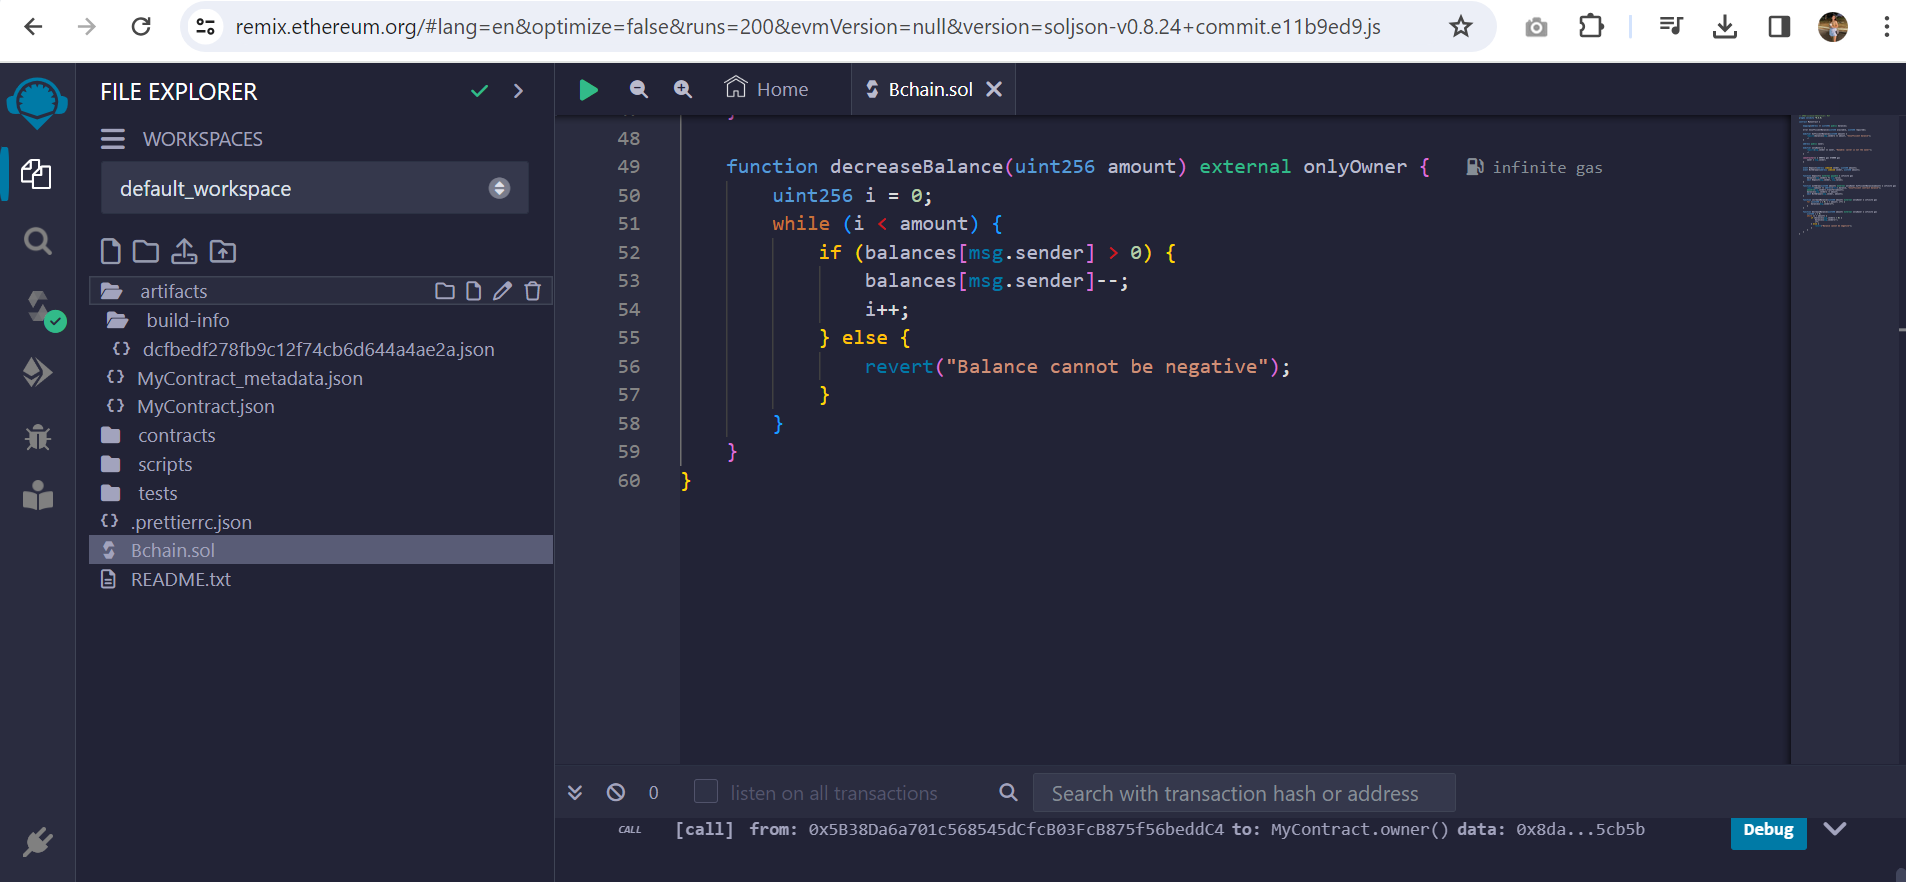 remix.ethereum.org/#lang=en&optimize=false&runs=200&evmVersion=null&version=soljson-v0.8.24+commit.e11b9ed9.js
FILE EXPLORER
WORKSPACES
default_workspace
artifacts
build-info
{} dcfbedf278fb9c12f74cb6d644a4ae2a.json
{} MyContract_metadata.json
{} MyContract.json
contracts
scripts
tests
{} .prettierrc.json
Bchain.sol
README.txt
Home
Bchain.sol
48
49 function decreaseBalance(uint256 amount) external onlyOwner { infinite gas
50 uint256 i = 0;
51 while (i < amount) {
52 if (balances[msg.sender] > 0) {
53 balances[msg.sender]--;
54 i++;
55 } else {
56 revert("Balance cannot be negative");
57 }
58 }
59 }
60 }
0 listen on all transactions Search with transaction hash or address
CALL [call] from: 0x5B38Da6a701c568545dCfcB03FcB875f56beddC4 to: MyContract.owner() data: 0x8da...5cb5b Debug